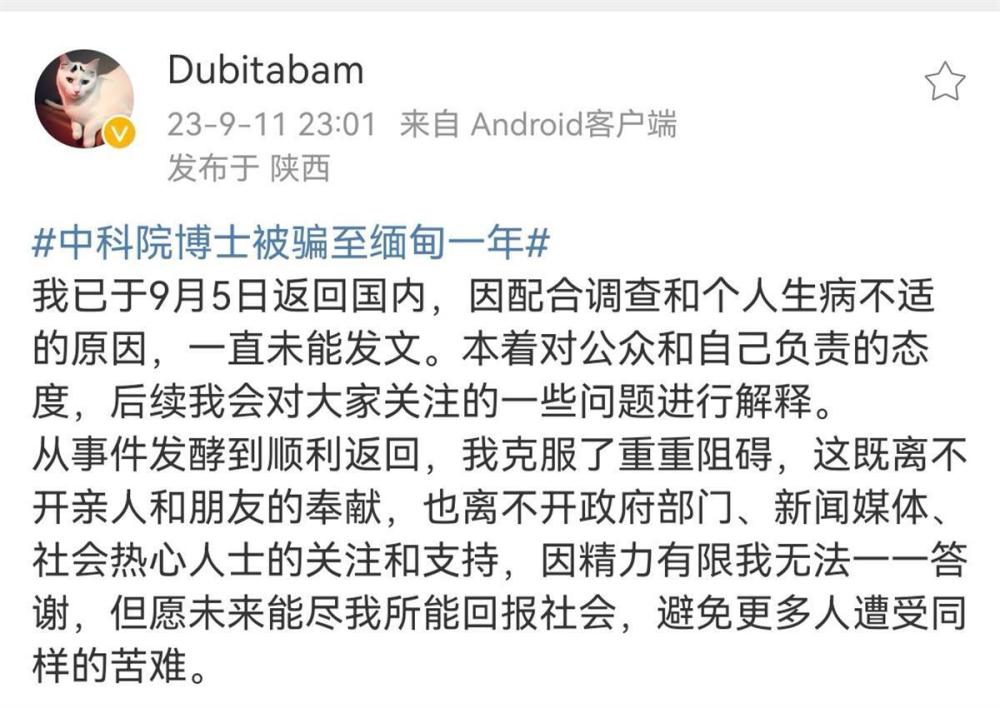 Dubitabam
23-9-11 23:01 来自 Android客户端
发布于 陕西
#中科院博士被骗至缅甸一年#
我已于9月5日返回国内，因配合调查和个人生病不适
的原因，一直未能发文。本着对公众和自己负责的态
度，后续我会对大家关注的一些问题进行解释。
从事件发酵到顺利返回，我克服了重重阻碍，这既离不
开亲人和朋友的奉献，也离不开政府部门、新闻媒体、
社会热心人士的关注和支持，因精力有限我无法一一答
谢，但愿未来能尽我所能回报社会，避免更多人遭受同
样的苦难。